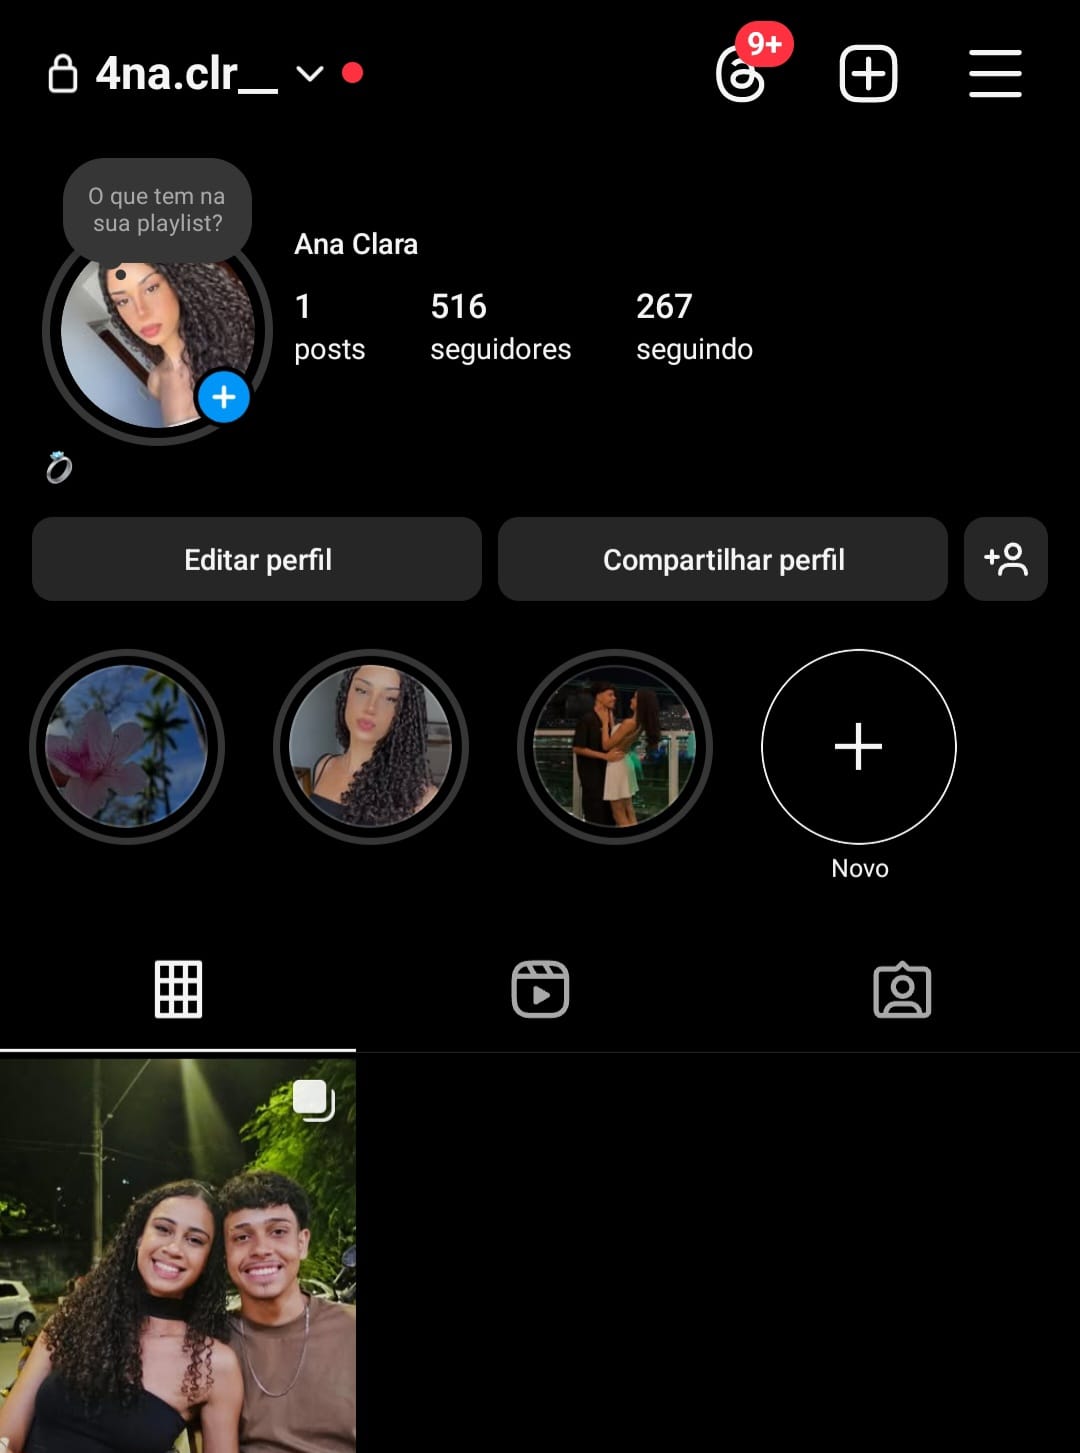 4na.clr__
9+
O que tem na
sua playlist?
Ana Clara
1 516 267
posts seguidores seguindo
Editar perfil Compartilhar perfil
Novo